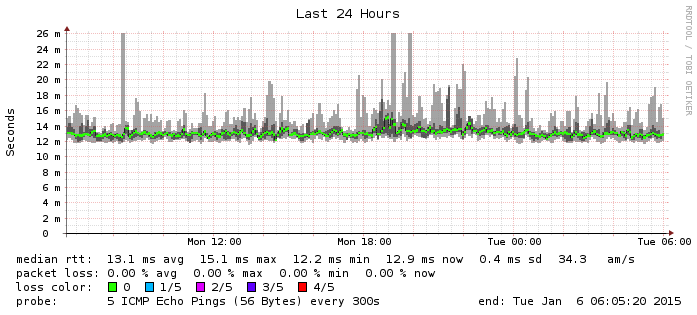 Last 24 Hours
RRDTOOL / TOBI OETIKER
Seconds
26 m
24 m
22 m
20 m
18 m
16 m
14 m
12 m
10 m
8 m
6 m
4 m
2 m
0
Mon 12:00 Mon 18:00 Tue 00:00 Tue 06:00
median rtt: 13.1 ms avg 15.1 ms max 12.2 ms min 12.9 ms now 0.4 ms sd 34.3 am/s
packet loss: 0.00 % avg 0.00 % max 0.00 % min 0.00 % now
loss color: 0 1/5 2/5 3/5 4/5
probe: 5 ICMP Echo Pings (56 Bytes) every 300s end: Tue Jan 6 06:05:20 2015